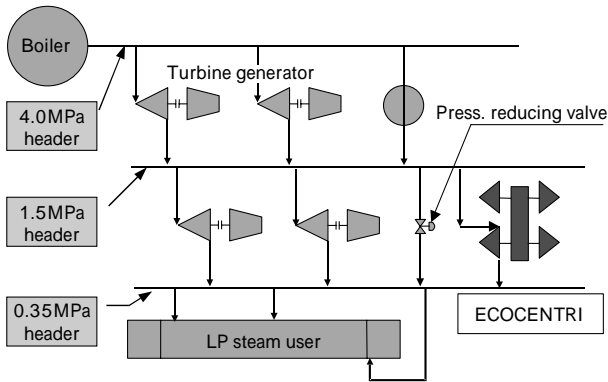 Boiler
Turbine generator
4.0MPa
header
Press. reducing valve
1.5MPa
header
0.35MPa
header
LP steam user
ECOCENTRI